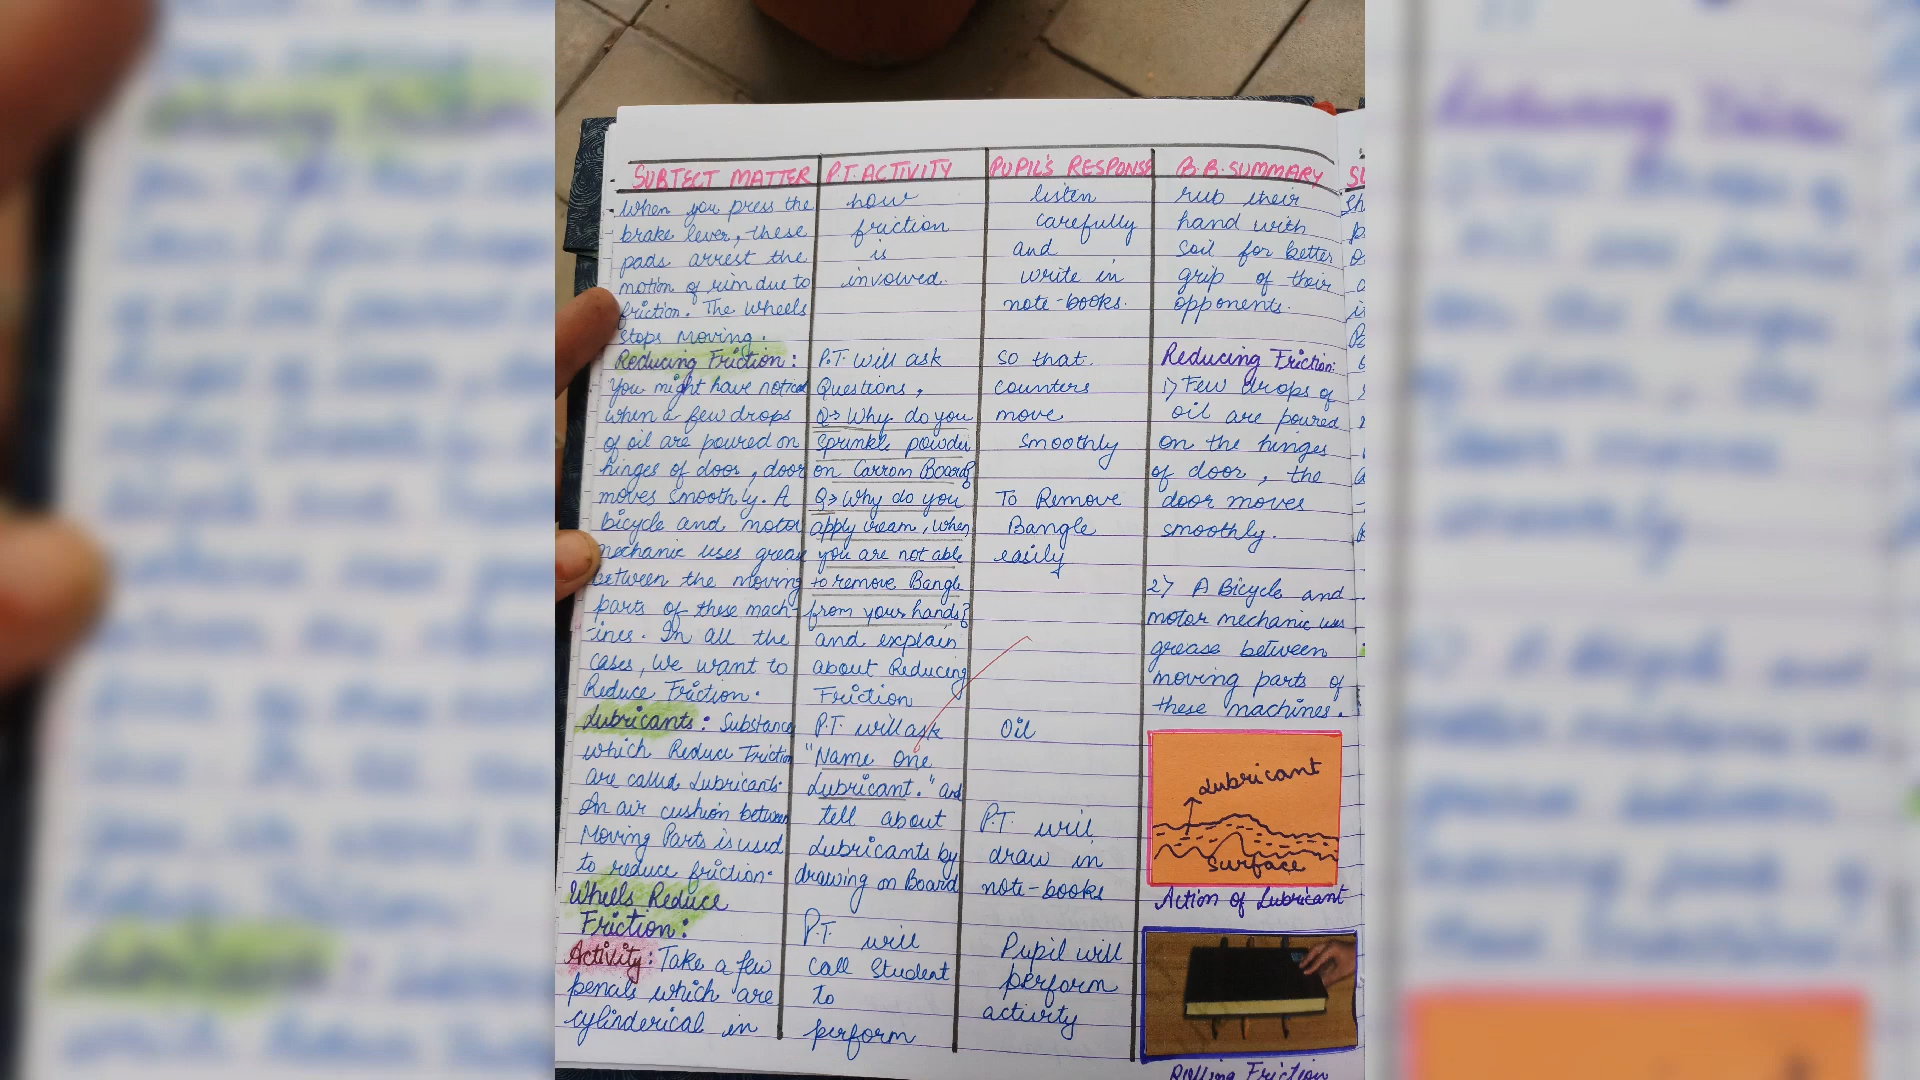 SUBTECT MATTER
When you press the
brake lever, these
pads arrest the
motion of rim due to
friction. The Wheels
stops moving.
Reducing Friction:
You might have noticed
when a few drops
of oil are poured on
hinges of door, door
moves smoothly. A
bicycle and motor
mechanic uses grease
between the moving
parts of these mach-
-ines. In all the
cases, We want to
Reduce Friction.
Lubricants: Substance
which Reduce Friction
are called Lubricants.
An air cushion between
Moving Parts is used
to reduce friction.
Wheels Reduce
Friction:
Activity: Take a few
pencils which are
cylinderical in
P.T. ACTIVITY
how
friction
is
involved.
P.T. will ask
Questions,
Q→ Why do you
sprinkle powder
on Carrom Board?
Q→ Why do you
apply cream, when
you are not able
to remove Bangle
from your hands?
and explain
about Reducing
Friction
P.T. will ask
"Name one
Lubricant." and
tell about
Lubricants by
drawing on Board
P.T. will
call Student
to
perform
PUPIL'S RESPONSE
listen
carefully
and
write in
note-books.
so that
counters
move
smoothly
To Remove
Bangle
easily
Oil
P.T. will
draw in
note-books
Pupil will
perform
activity
B.B. SUMMARY
rub their
hand with
soil for better
grip of their
opponents.
Reducing Friction:
1) Few drops of
oil are poured
on the hinges
of door, the
door moves
smoothly.
2) A Bicycle and
motor mechanic uses
grease between
moving parts of
these machines.
Lubricant
Surface
Action of Lubricant
Rolling Friction